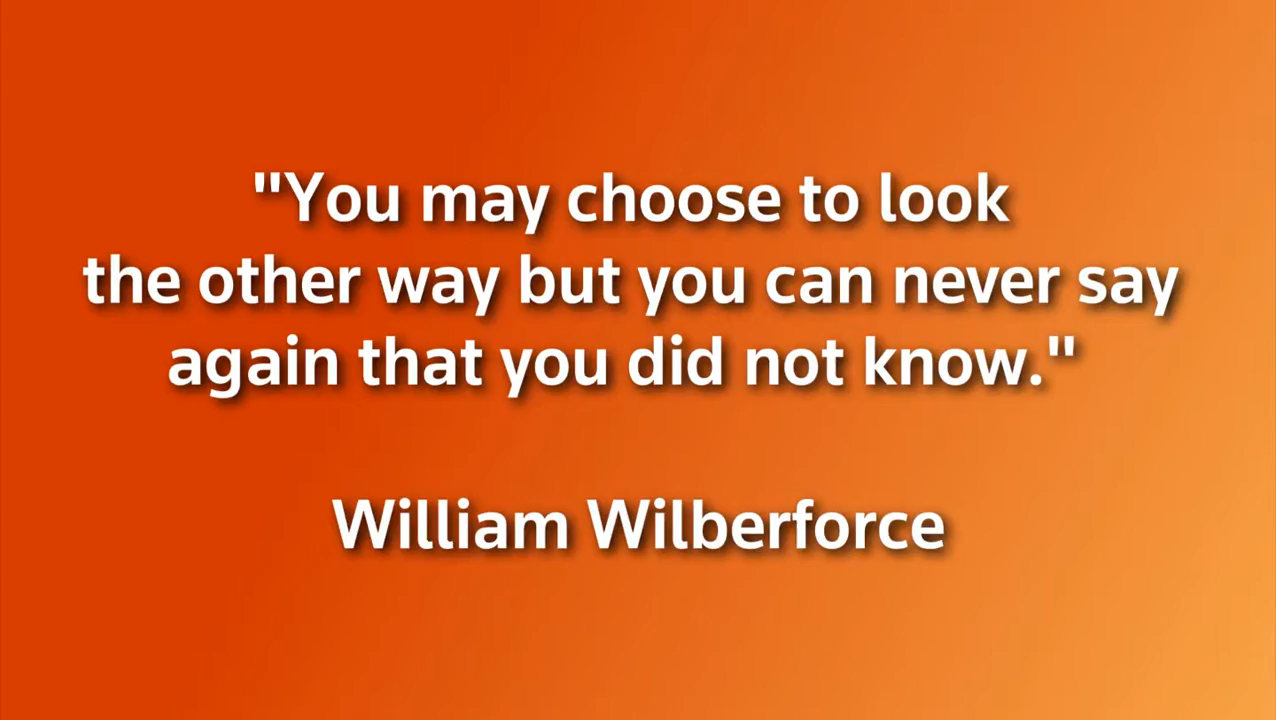 "You may choose to look
the other way but you can never say
again that you did not know."
William Wilberforce